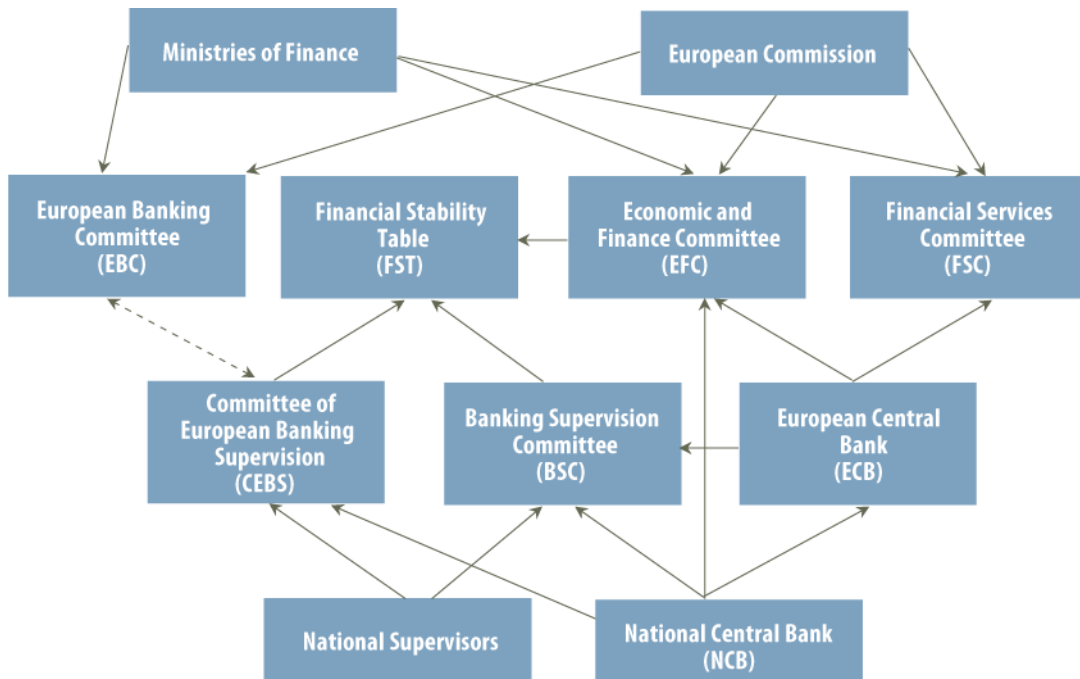 Ministries of Finance
European Commission
European Banking
Committee
(EBC)
Financial Stability
Table
(FST)
Economic and
Finance Committee
(EFC)
Financial Services
Committee
(FSC)
Committee of
European Banking
Supervision
(CEBS)
Banking Supervision
Committee
(BSC)
European Central
Bank
(ECB)
National Supervisors
National Central Bank
(NCB)